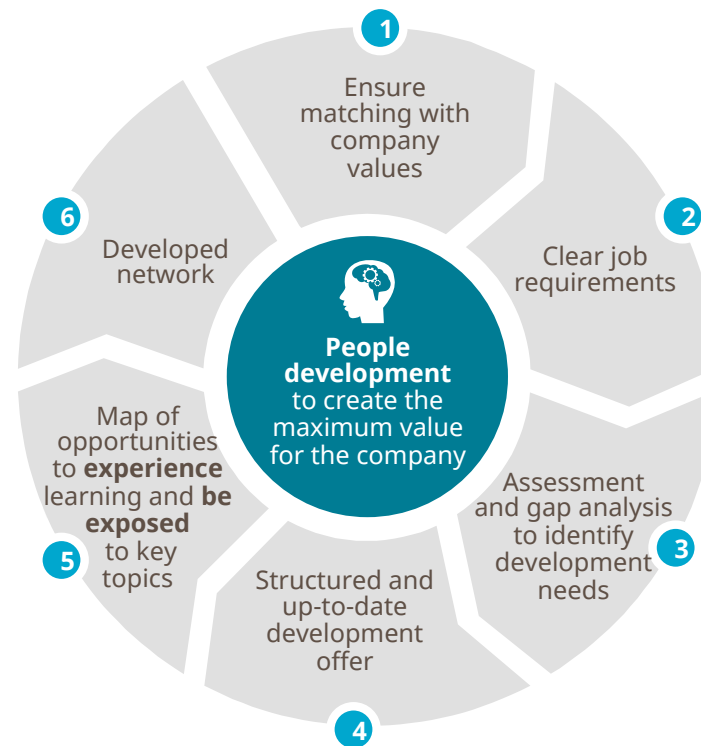 1
Ensure
matching with
company
values
2
Clear job
requirements
3
Assessment
and gap analysis
to identify
development
needs
4
Structured and
up-to-date
development
offer
5
Map of
opportunities
to experience
learning and be
exposed
to key
topics
6
Developed
network
People
development
to create the
maximum value
for the company